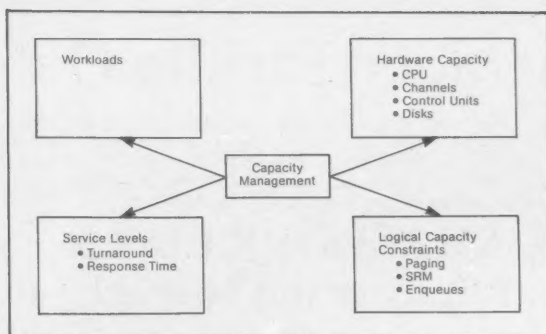 Workloads
Hardware Capacity
• CPU
• Channels
• Control Units
• Disks
Capacity
Management
Service Levels
• Turnaround
• Response Time
Logical Capacity
Constraints
• Paging
• SRM
• Enqueues